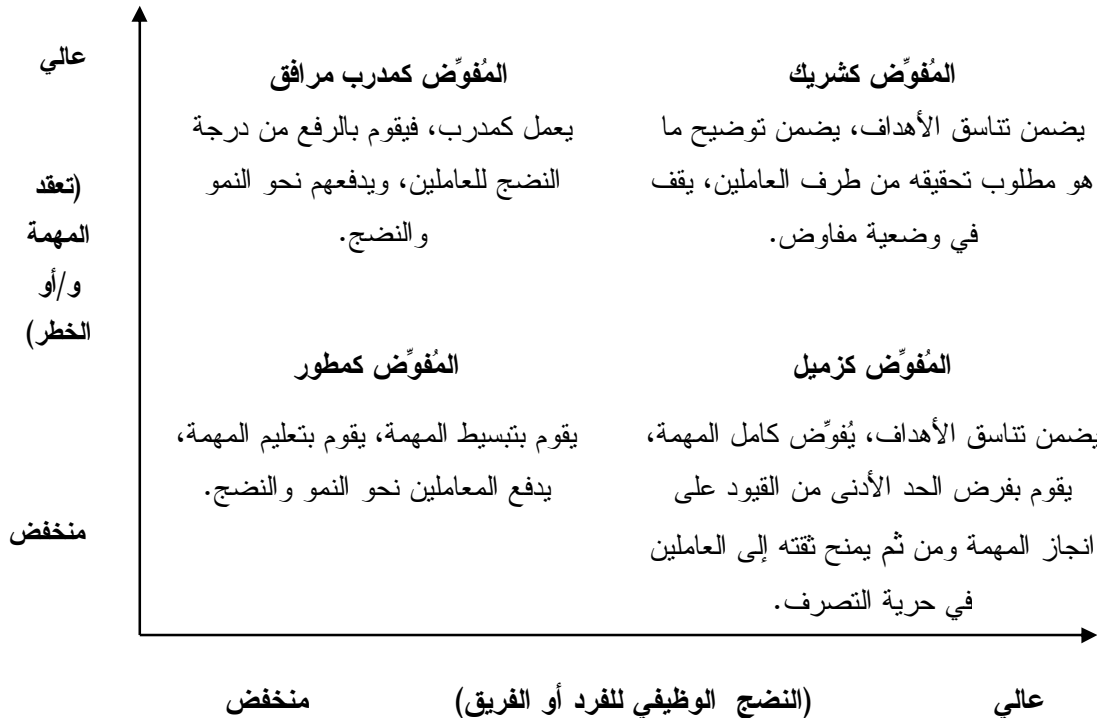 عالي
(تعقد
المهمة
و/أو
الخطر)
منخفض
المُفوِّض كشريك
يضمن تناسق الأهداف، يضمن توضيح ما
هو مطلوب تحقيقه من طرف العاملين، يقف
في وضعية مفاوض.
المُفوِّض كمدرب مرافق
يعمل كمدرب، فيقوم بالرفع من درجة
النضج للعاملين، ويدفعهم نحو النمو
والنضج.
المُفوِّض كزميل
يضمن تناسق الأهداف، يُفوِّض كامل المهمة،
يقوم بفرض الحد الأدنى من القيود على
انجاز المهمة ومن ثم يمنح ثقته إلى العاملين
في حرية التصرف.
المُفوِّض كمطور
يقوم بتبسيط المهمة، يقوم بتعليم المهمة،
يدفع المعاملين نحو النمو والنضج.
عالي (النضج الوظيفي للفرد أو الفريق) منخفض